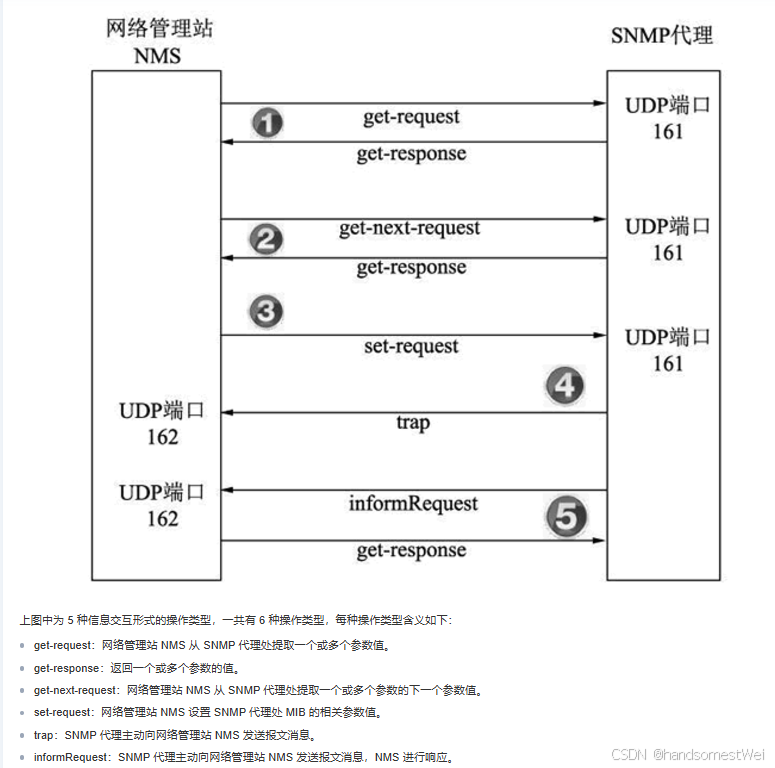 网络管理站
NMS
SNMP代理
UDP端口
161
1
get-request
get-response
UDP端口
161
2
get-next-request
get-response
3
UDP端口
161
set-request
4
UDP端口
162
trap
UDP端口
162
informRequest
5
get-response
上图中为 5 种信息交互形式的操作类型，一共有 6 种操作类型，每种操作类型含义如下：
get-request：网络管理站 NMS 从 SNMP 代理处提取一个或多个参数值。
get-response：返回一个或多个参数的值。
get-next-request：网络管理站 NMS 从 SNMP 代理处提取一个或多个参数的下一个参数值。
set-request：网络管理站 NMS 设置 SNMP 代理处 MIB 的相关参数值。
trap：SNMP 代理主动向网络管理站 NMS 发送报文消息。
informRequest：SNMP 代理主动向网络管理站 NMS 发送报文消息，NMS 进行响应。
CSDN @handsomestWei